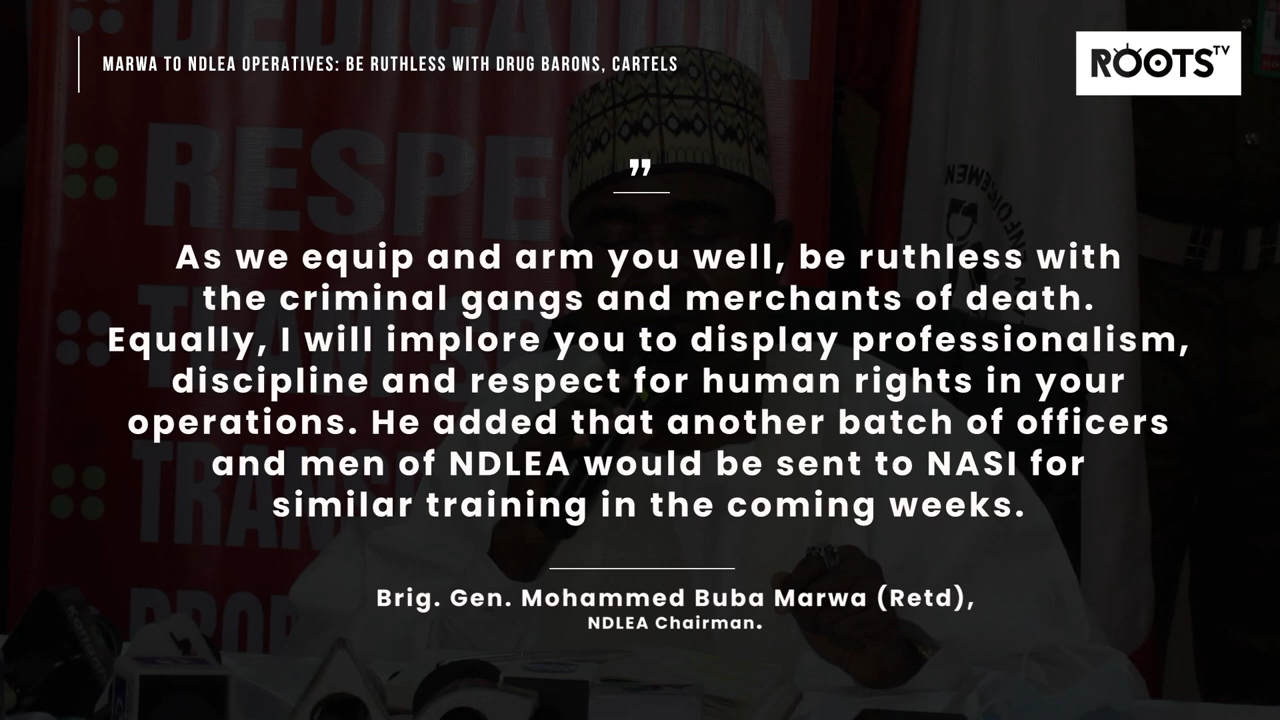 DEDICATION
MARWA TO NDLEA OPERATIVES: BE RUTHLESS WITH DRUG BARONS, CARTELS
ROOTS TV
RESPE
”
As we equip and arm you well, be ruthless with
the criminal gangs and merchants of death.
Equally, I will implore you to display professionalism,
discipline and respect for human rights in your
operations. He added that another batch of officers
and men of NDLEA would be sent to NASI for
similar training in the coming weeks.
Brig. Gen. Mohammed Buba Marwa (Retd),
NDLEA Chairman.